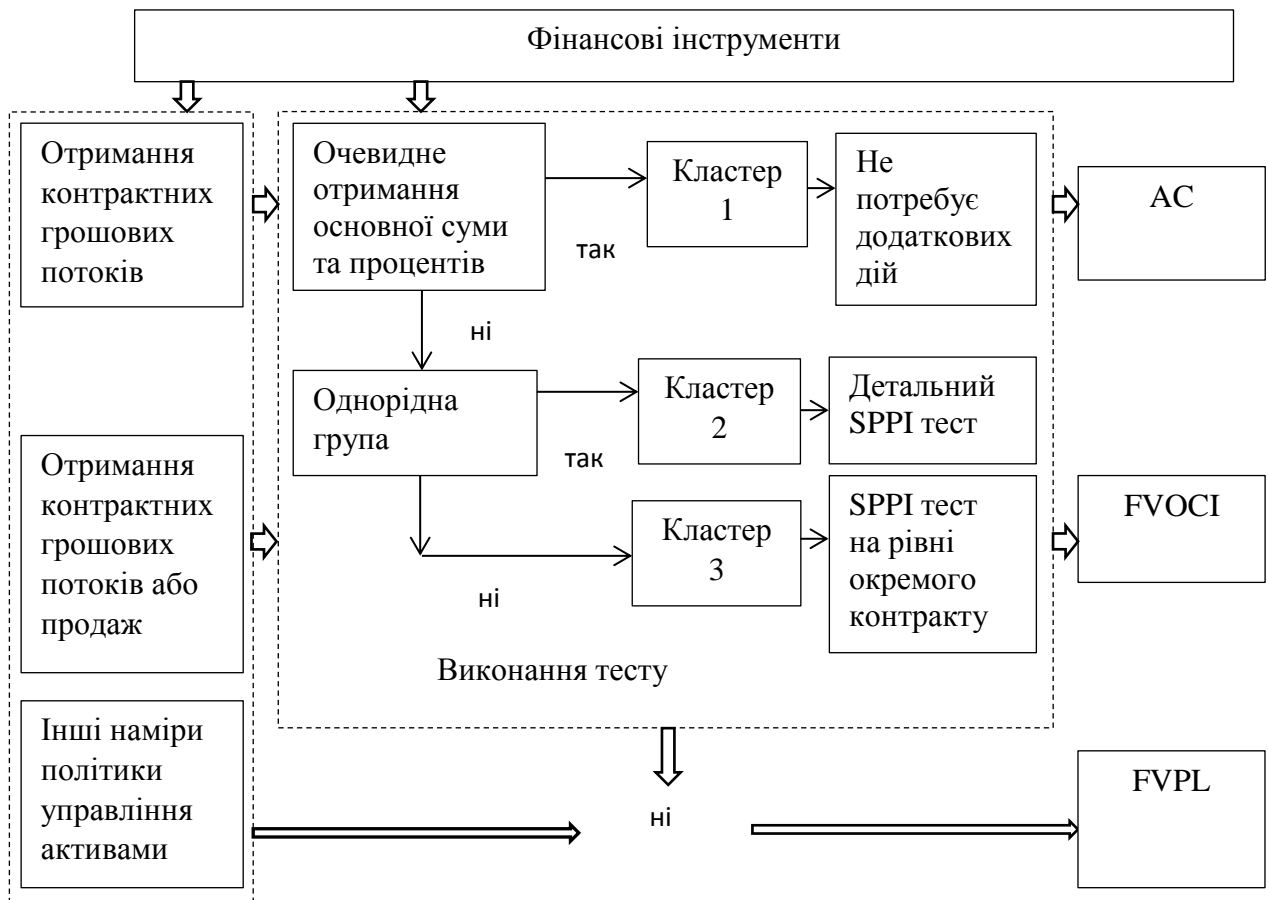 Фінансові інструменти
Отримання
контрактних
грошових
потоків
Очевидне
отримання
основної суми
та процентів
так
Кластер
1
Не
потребує
додаткових
дій
AC
ні
Однорідна
група
так
Кластер
2
Детальний
SPPI тест
Отримання
контрактних
грошових
потоків або
продаж
ні
Кластер
3
SPPI тест
на рівні
окремого
контракту
FVOCI
Виконання тесту
Інші наміри
політики
управління
активами
ні
FVPL